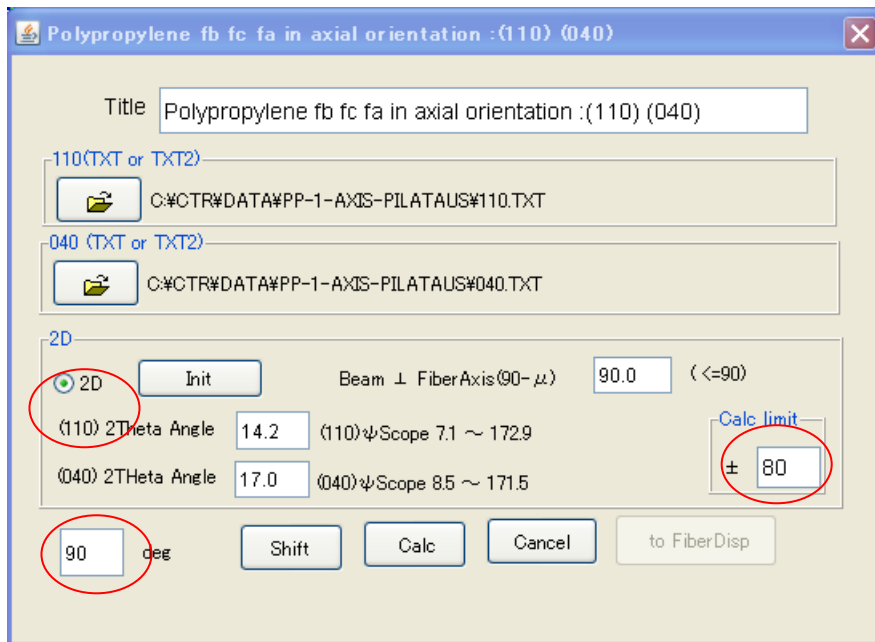 Polypropylene fb fc fa in axial orientation :(110) (040)
Title Polypropylene fb fc fa in axial orientation :(110) (040)
110(TXT or TXT2)
C:¥CTR¥DATA¥PP-1-AXIS-PILATAUS¥110.TXT
040 (TXT or TXT2)
C:¥CTR¥DATA¥PP-1-AXIS-PILATAUS¥040.TXT
2D
2D Init Beam ⊥ FiberAxis(90-μ) 90.0 (<=90)
(110) 2Theta Angle 14.2 (110)ψScope 7.1 ~ 172.9 Calc limit
(040) 2THeta Angle 17.0 (040)ψScope 8.5 ~ 171.5 ± 80
90 deg Shift Calc Cancel to FiberDisp